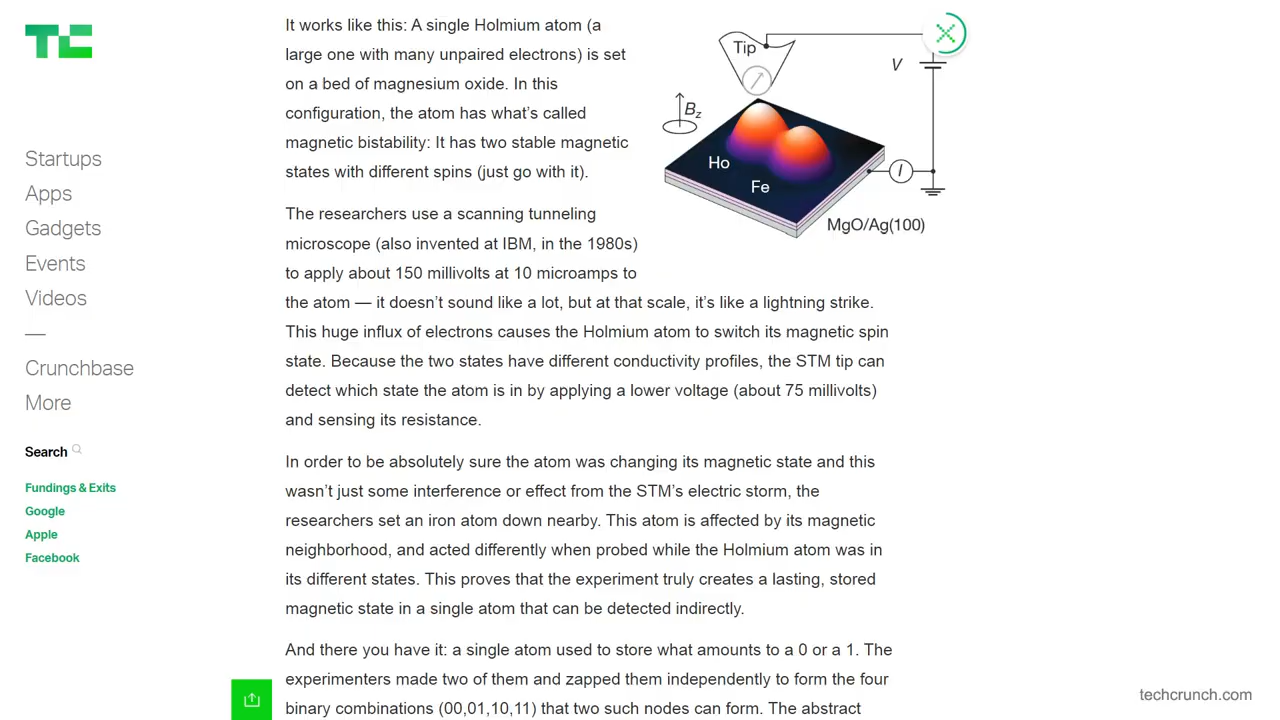 TC
Startups
Apps
Gadgets
Events
Videos
—
Crunchbase
More
Search
Fundings & Exits
Google
Apple
Facebook
It works like this: A single Holmium atom (a
large one with many unpaired electrons) is set
on a bed of magnesium oxide. In this
configuration, the atom has what’s called
magnetic bistability: It has two stable magnetic
states with different spins (just go with it).
Tip
V
Bz
Ho
Fe
I
MgO/Ag(100)
The researchers use a scanning tunneling
microscope (also invented at IBM, in the 1980s)
to apply about 150 millivolts at 10 microamps to
the atom — it doesn’t sound like a lot, but at that scale, it’s like a lightning strike.
This huge influx of electrons causes the Holmium atom to switch its magnetic spin
state. Because the two states have different conductivity profiles, the STM tip can
detect which state the atom is in by applying a lower voltage (about 75 millivolts)
and sensing its resistance.
In order to be absolutely sure the atom was changing its magnetic state and this
wasn’t just some interference or effect from the STM’s electric storm, the
researchers set an iron atom down nearby. This atom is affected by its magnetic
neighborhood, and acted differently when probed while the Holmium atom was in
its different states. This proves that the experiment truly creates a lasting, stored
magnetic state in a single atom that can be detected indirectly.
And there you have it: a single atom used to store what amounts to a 0 or a 1. The
experimenters made two of them and zapped them independently to form the four
binary combinations (00,01,10,11) that two such nodes can form. The abstract
techcrunch.com